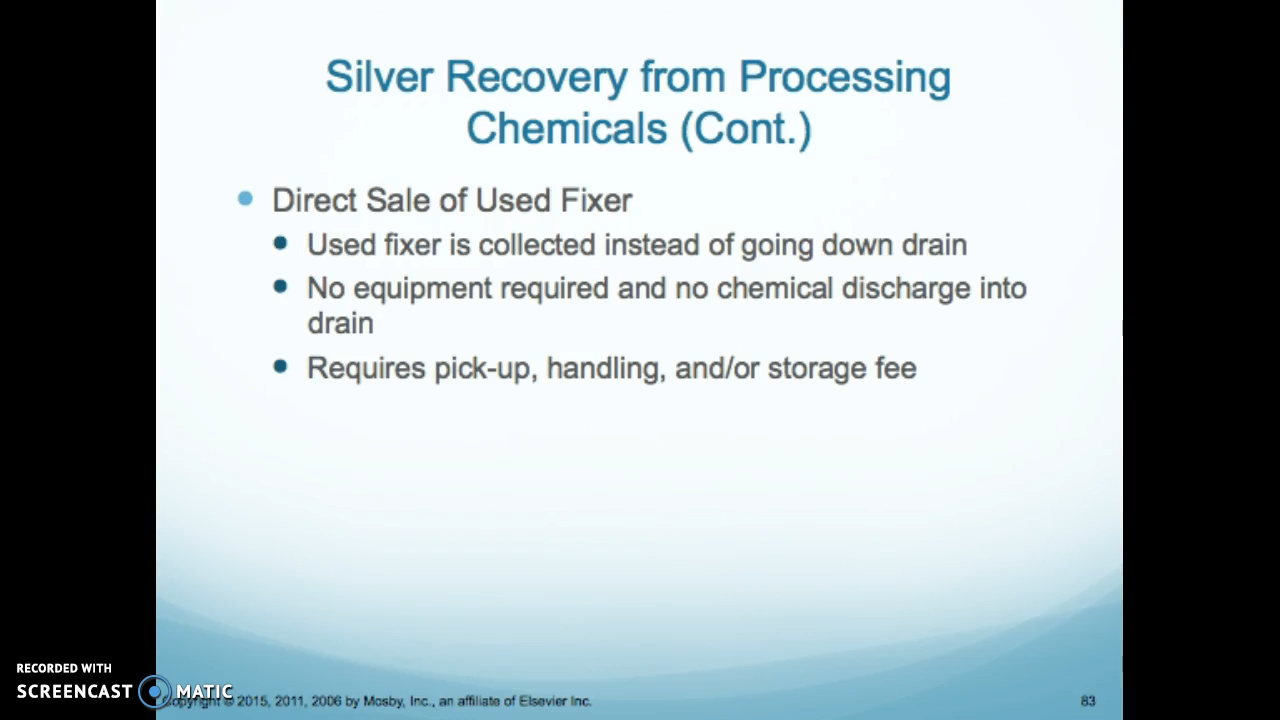 Silver Recovery from Processing
Chemicals (Cont.)
Direct Sale of Used Fixer
Used fixer is collected instead of going down drain
No equipment required and no chemical discharge into
drain
Requires pick-up, handling, and/or storage fee
RECORDED WITH
SCREENCAST MATIC
Copyright © 2015, 2011, 2006 by Mosby, Inc., an affiliate of Elsevier Inc.
83